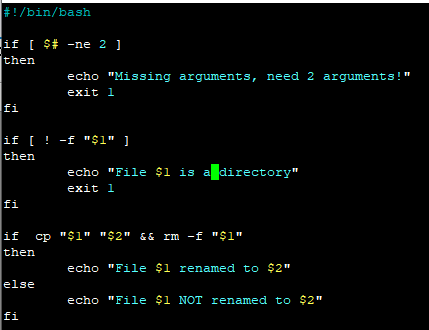 #!/bin/bash
if [ $# -ne 2 ]
then
echo "Missing arguments, need 2 arguments!"
exit 1
fi
if [ ! -f "$1" ]
then
echo "File $1 is a directory"
exit 1
fi
if  cp "$1" "$2" && rm -f "$1"
then
echo "File $1 renamed to $2"
else
echo "File $1 NOT renamed to $2"
fi